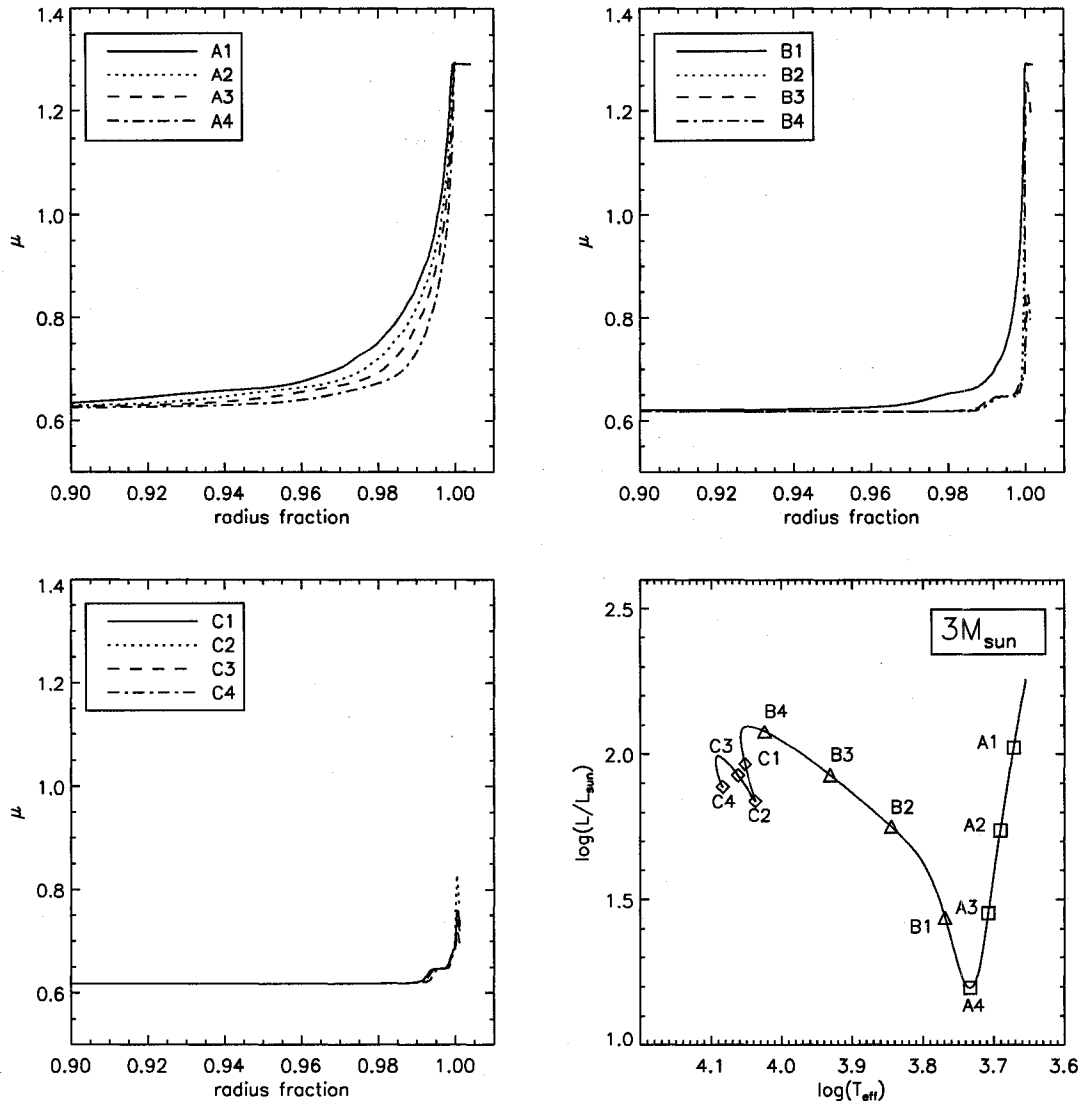 1.4
1.2
1.0
0.8
0.6
μ
A1
A2
A3
A4
0.90 0.92 0.94 0.96 0.98 1.00
radius fraction
1.4
1.2
1.0
0.8
0.6
μ
B1
B2
B3
B4
0.90 0.92 0.94 0.96 0.98 1.00
radius fraction
1.4
1.2
1.0
0.8
0.6
μ
C1
C2
C3
C4
0.90 0.92 0.94 0.96 0.98 1.00
radius fraction
2.5
2.0
1.5
1.0
log(L/Lsun)
3Msun
B4
C3
C1
B3
A1
C4
C2
B2
A2
B1
A3
A4
4.1 4.0 3.9 3.8 3.7 3.6
log(Teff)